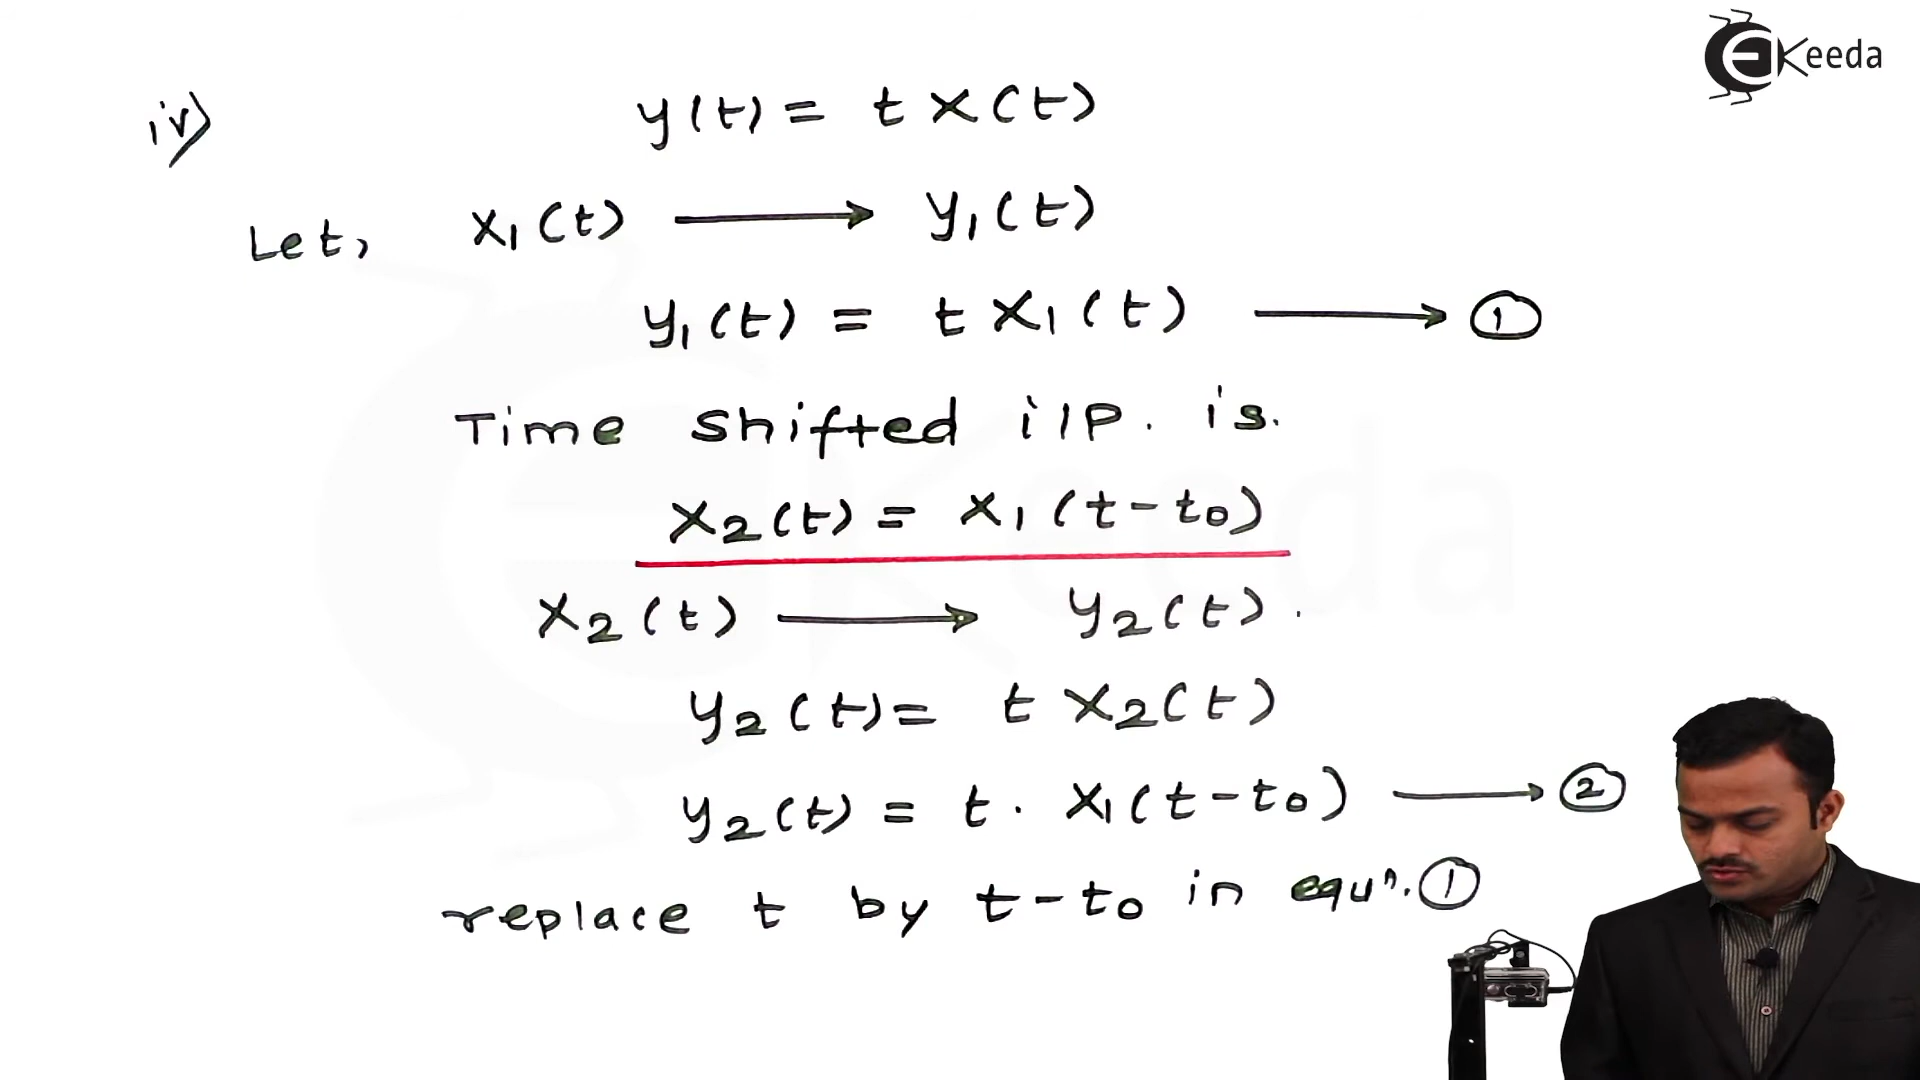 Keeda
iv) y(t) = t x(t)
Let, x₁(t) ⟶ y₁(t)
y₁(t) = t x₁(t) ⟶ ①
Time shifted i/p. is.
x₂(t) = x₁(t-t₀)
x₂(t) ⟶ y₂(t).
y₂(t) = t x₂(t)
y₂(t) = t . x₁(t-t₀) ⟶ ②
replace t by t-t₀ in equⁿ. ①